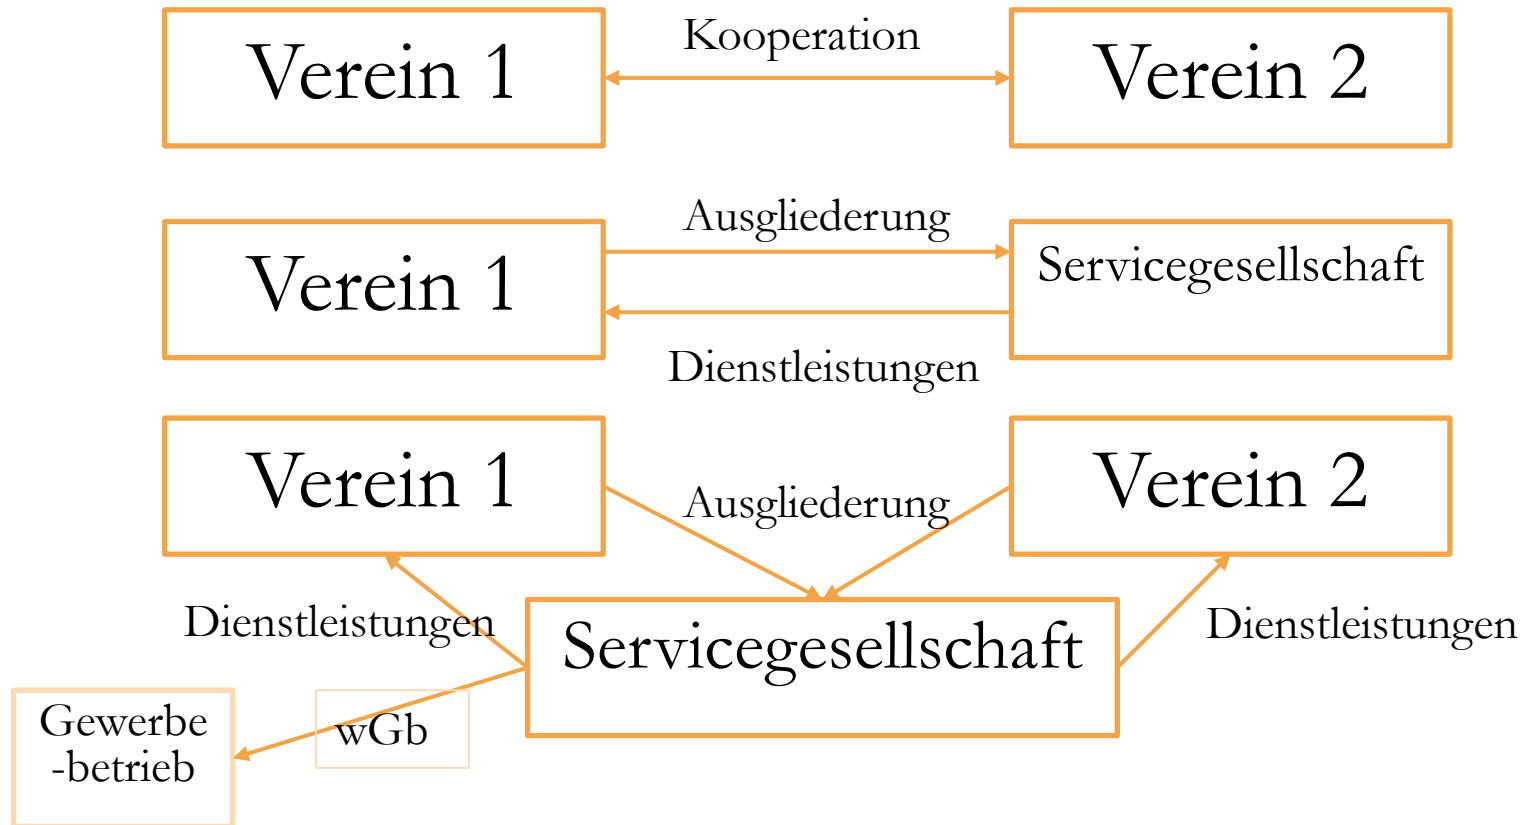 Verein 1
Kooperation
Verein 2
Verein 1
Ausgliederung
Servicegesellschaft
Dienstleistungen
Verein 1
Ausgliederung
Verein 2
Dienstleistungen
Servicegesellschaft
Dienstleistungen
Gewerbe
-betrieb
wGb